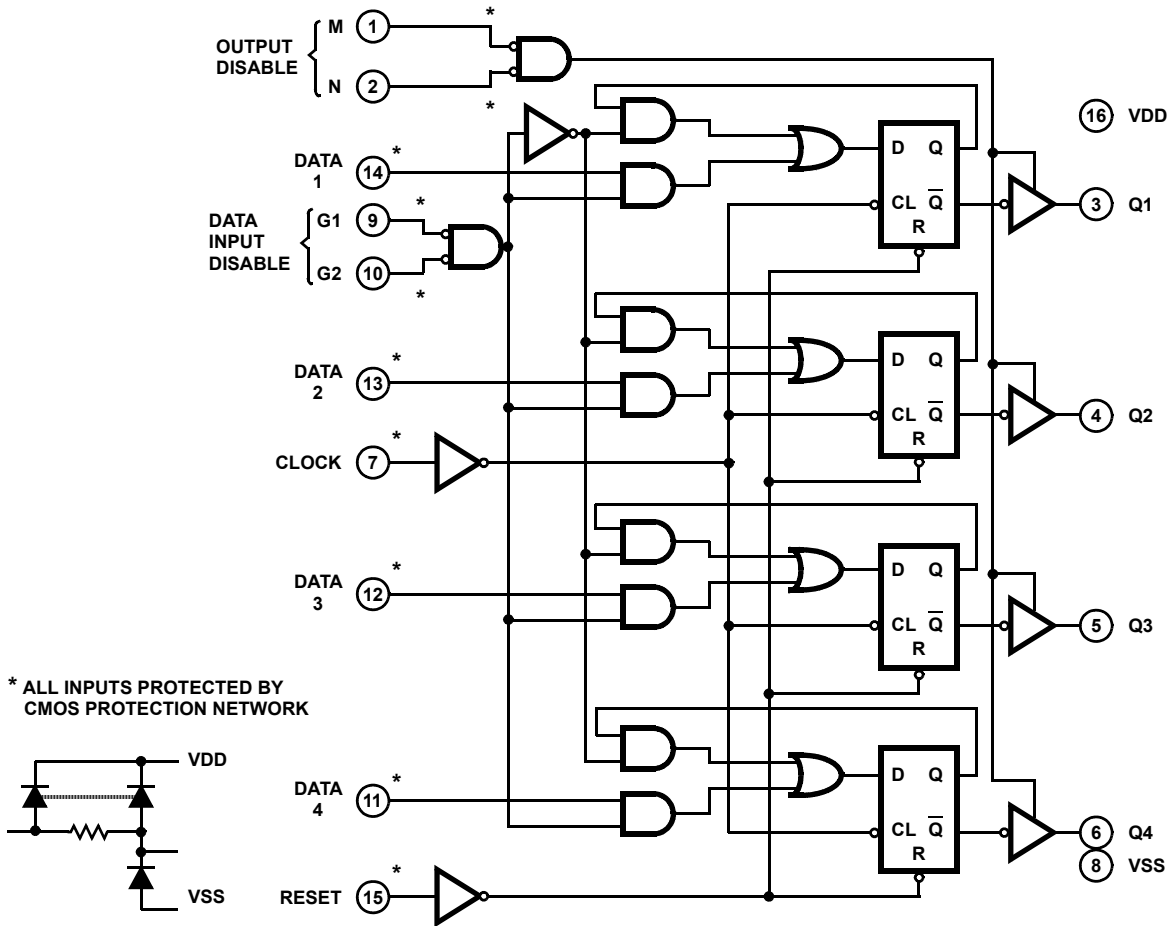 *
M 1
OUTPUT
DISABLE
N 2
*
16 VDD
DATA
1
14 *
D Q
CL Q̅
R
3 Q1
DATA
INPUT
DISABLE
G1 9 *
G2 10
*
DATA
2
13 *
D Q
CL Q̅
R
4 Q2
CLOCK 7 *
DATA
3
12 *
D Q
CL Q̅
R
5 Q3
* ALL INPUTS PROTECTED BY
CMOS PROTECTION NETWORK
VDD
VSS
DATA
4
11 *
D Q
CL Q̅
R
6 Q4
8 VSS
RESET 15 *